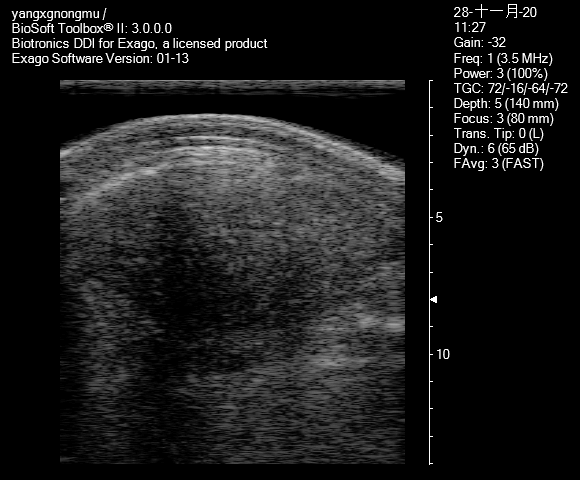 yangxgnongmu /
BioSoft Toolbox® II: 3.0.0.0
Biotronics DDI for Exago, a licensed product
Exago Software Version: 01-13
28-十一月-20
11:27
Gain: -32
Freq: 1 (3.5 MHz)
Power: 3 (100%)
TGC: 72/-16/-64/-72
Depth: 5 (140 mm)
Focus: 3 (80 mm)
Trans. Tip: 0 (L)
Dyn.: 6 (65 dB)
FAvg: 3 (FAST)
5
10